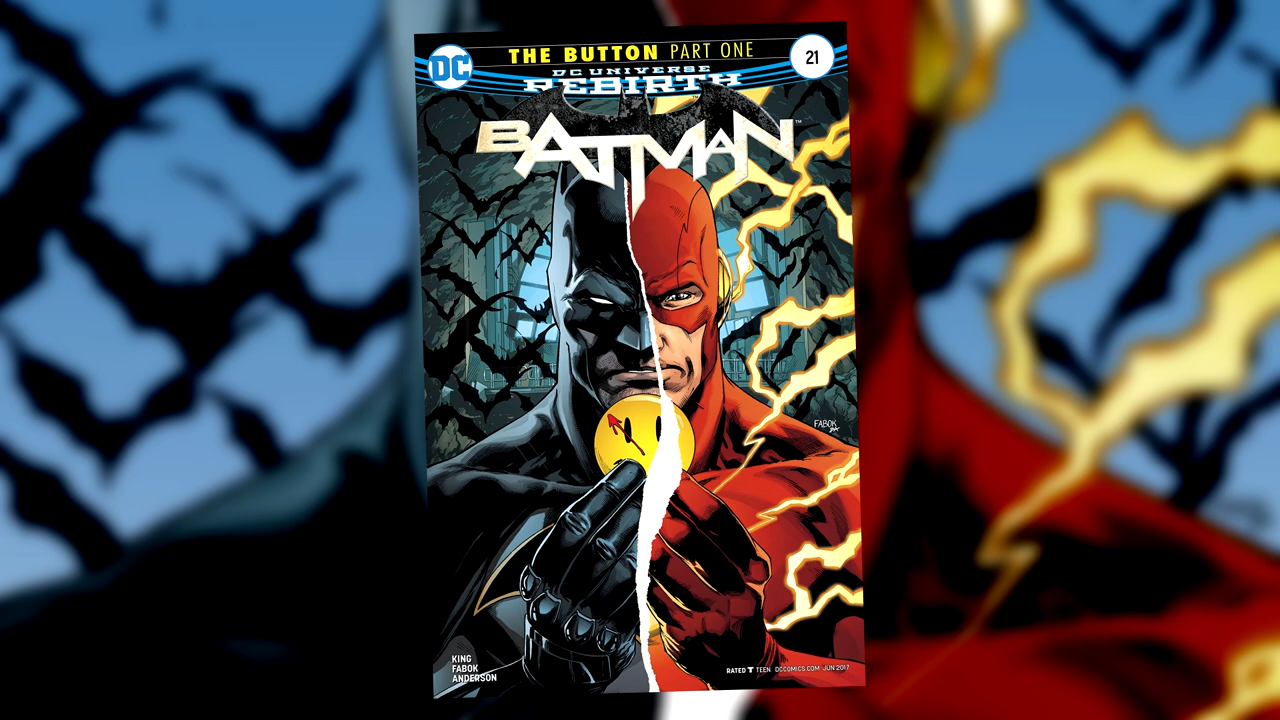 DC
THE BUTTON PART ONE
21
DC UNIVERSE
REBIRTH
BATMAN™
FABOK
KING
FABOK
ANDERSON
RATED T TEEN DCCOMICS.COM JUN 2017